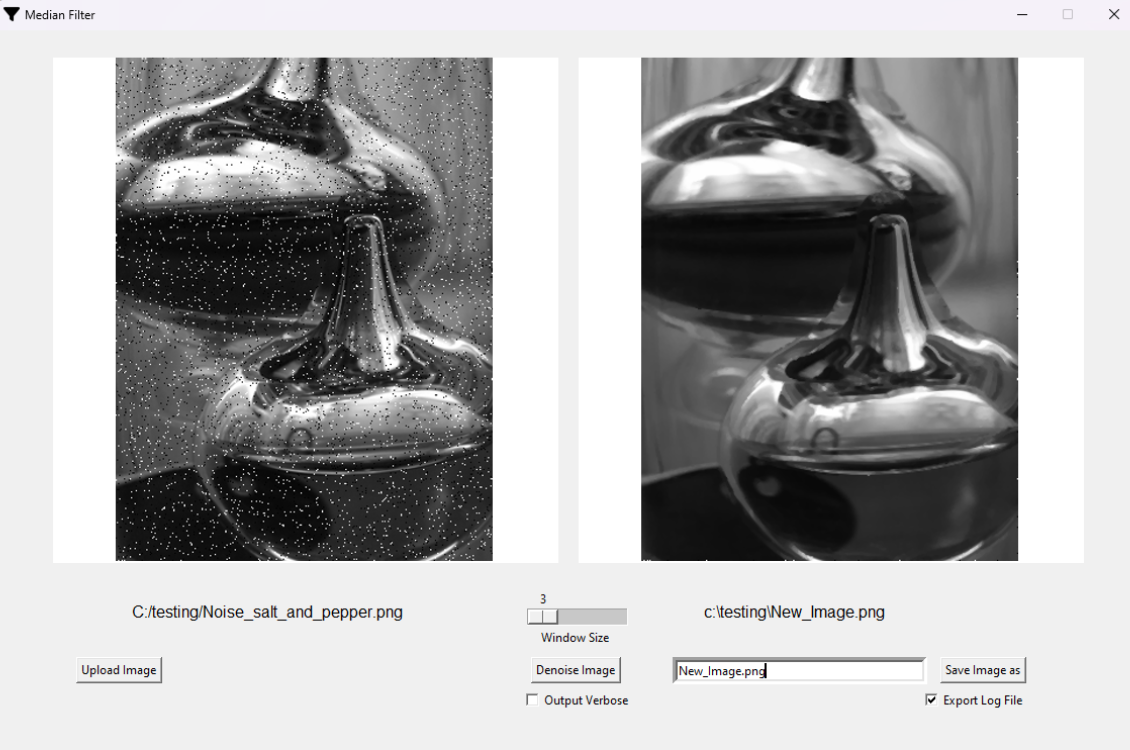 Median Filter
C:/testing/Noise_salt_and_pepper.png
3
Window Size
c:\testing\New_Image.png
Upload Image
Denoise Image
New_Image.png
Save Image as
Output Verbose
Export Log File